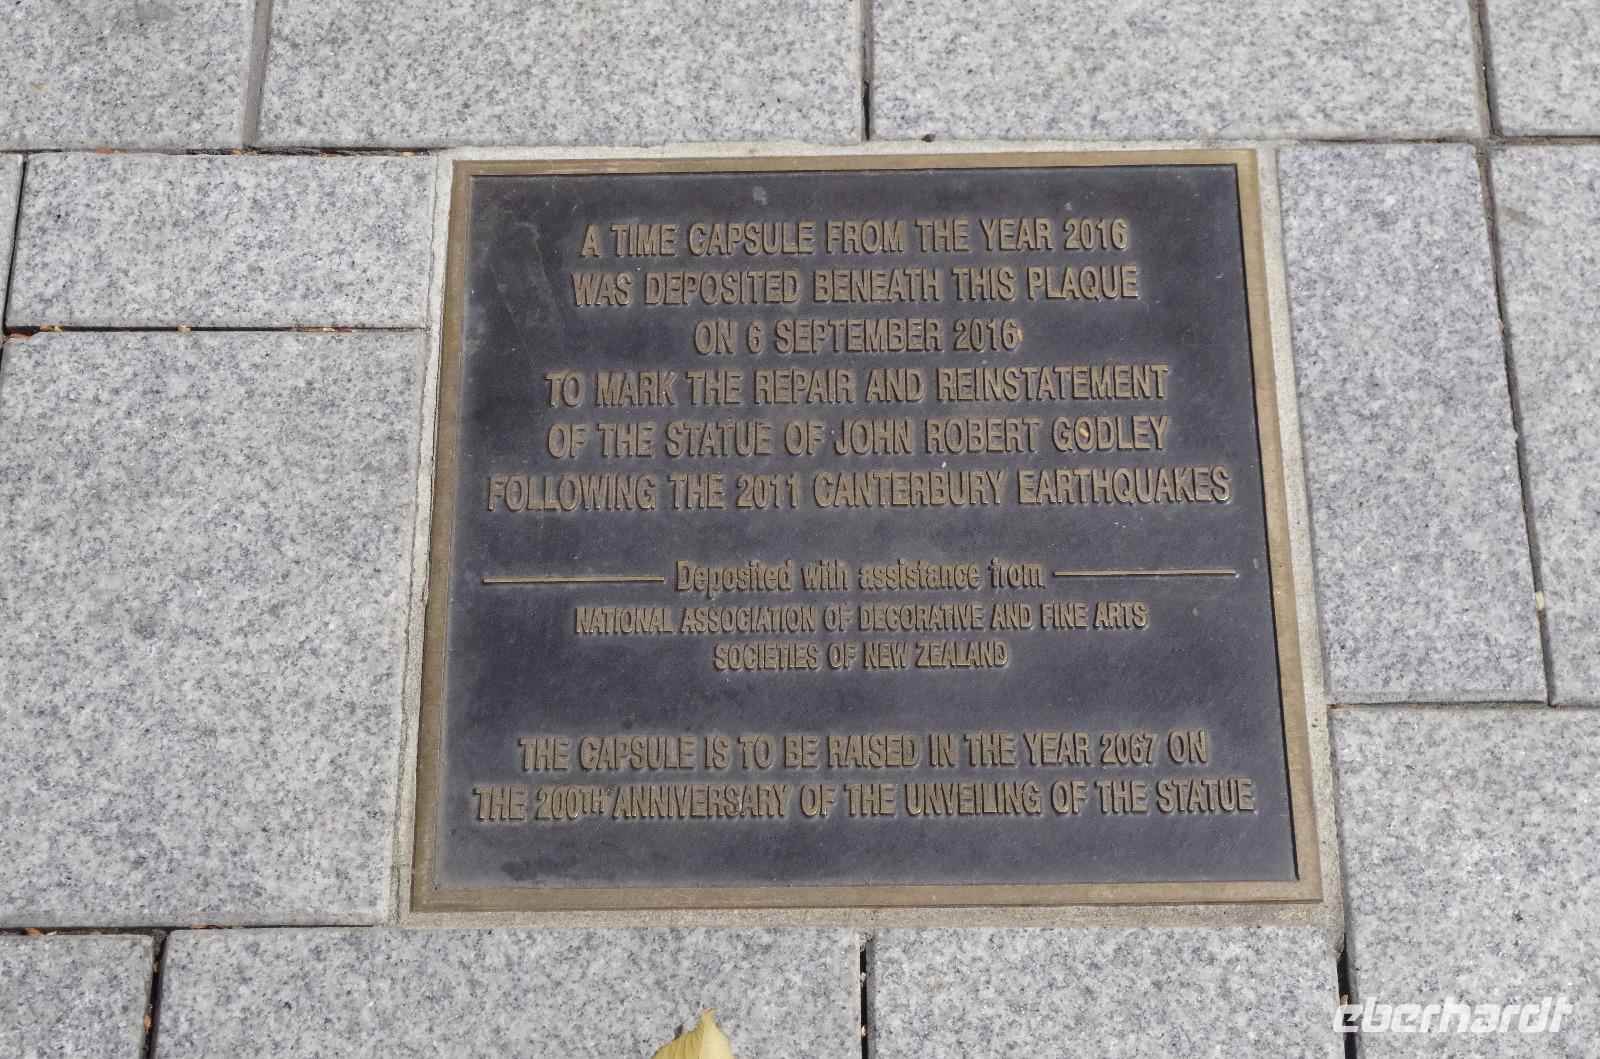 A TIME CAPSULE FROM THE YEAR 2016
WAS DEPOSITED BENEATH THIS PLAQUE
ON 6 SEPTEMBER 2016
TO MARK THE REPAIR AND REINSTATEMENT
OF THE STATUE OF JOHN ROBERT GODLEY
FOLLOWING THE 2011 CANTERBURY EARTHQUAKES
Deposited with assistance from
NATIONAL ASSOCIATION OF DECORATIVE AND FINE ARTS
SOCIETIES OF NEW ZEALAND
THE CAPSULE IS TO BE RAISED IN THE YEAR 2067 ON
THE 200TH ANNIVERSARY OF THE UNVEILING OF THE STATUE
eberhardt